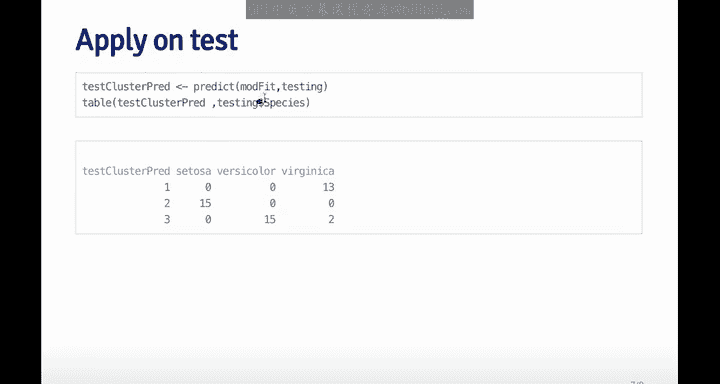 Apply on test
testClusterPred <- predict(modFit,testing)
table(testClusterPred ,testing$Species)
testClusterPred setosa versicolor virginica
1 0 0 13
2 15 0 0
3 0 15 2